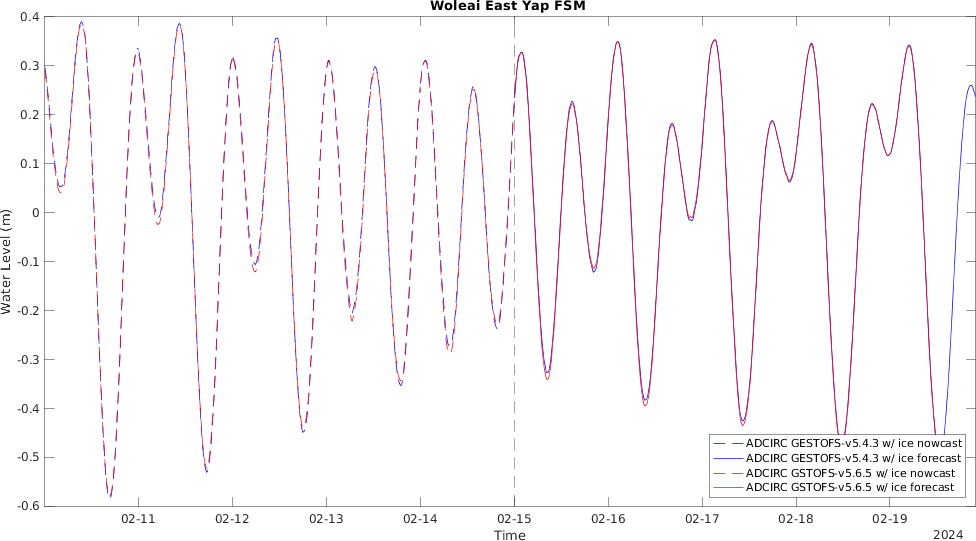 Woleai East Yap FSM
0.4
0.3
0.2
0.1
0
-0.1
-0.2
-0.3
-0.4
-0.5
-0.6
Water Level (m)
ADCIRC GESTOFS-v5.4.3 w/ ice nowcast
ADCIRC GESTOFS-v5.4.3 w/ ice forecast
ADCIRC GSTOFS-v5.6.5 w/ ice nowcast
ADCIRC GSTOFS-v5.6.5 w/ ice forecast
02-11 02-12 02-13 02-14 02-15 02-16 02-17 02-18 02-19
Time
2024